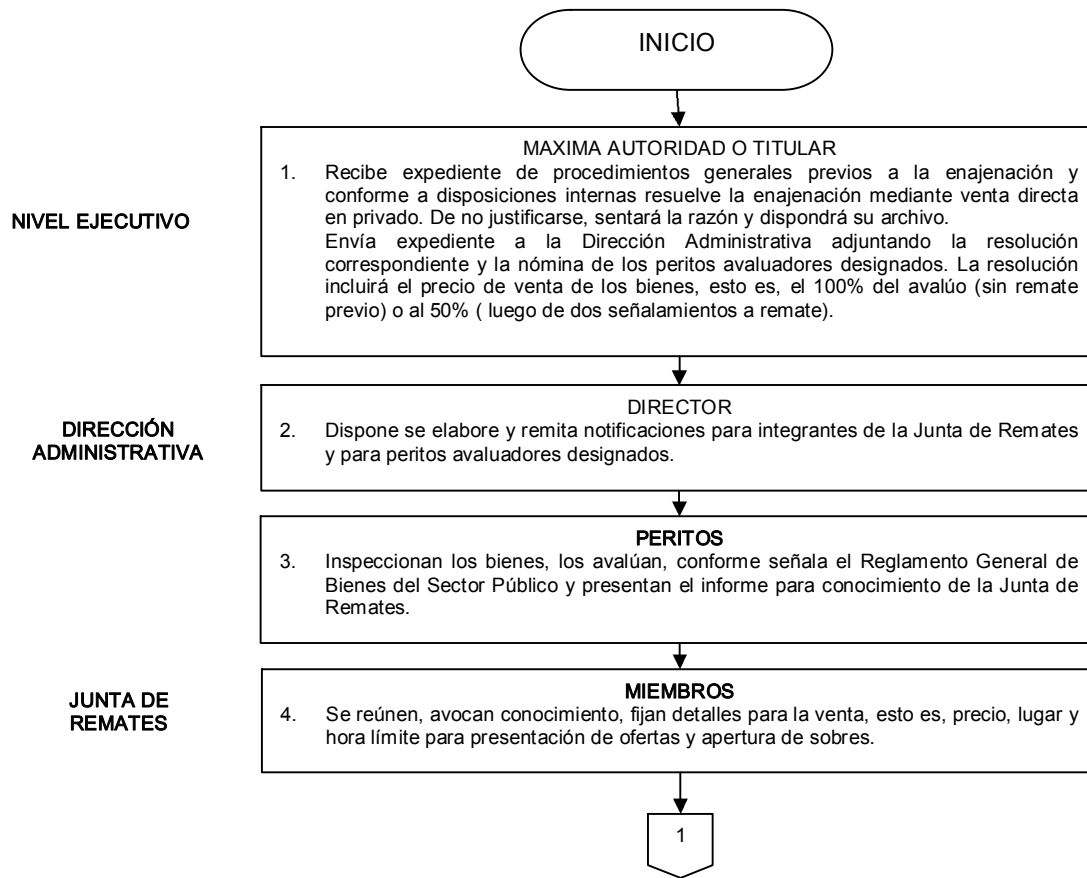 INICIO
NIVEL EJECUTIVO
MAXIMA AUTORIDAD O TITULAR
1. Recibe expediente de procedimientos generales previos a la enajenación y
conforme a disposiciones internas resuelve la enajenación mediante venta directa
en privado. De no justificarse, sentará la razón y dispondrá su archivo.
Envía expediente a la Dirección Administrativa adjuntando la resolución
correspondiente y la nómina de los peritos avaluadores designados. La resolución
incluirá el precio de venta de los bienes, esto es, el 100% del avalúo (sin remate
previo) o al 50% ( luego de dos señalamientos a remate).
DIRECCIÓN
ADMINISTRATIVA
DIRECTOR
2. Dispone se elabore y remita notificaciones para integrantes de la Junta de Remates
y para peritos avaluadores designados.
PERITOS
3. Inspeccionan los bienes, los avalúan, conforme señala el Reglamento General de
Bienes del Sector Público y presentan el informe para conocimiento de la Junta de
Remates.
JUNTA DE
REMATES
MIEMBROS
4. Se reúnen, avocan conocimiento, fijan detalles para la venta, esto es, precio, lugar y
hora límite para presentación de ofertas y apertura de sobres.
1